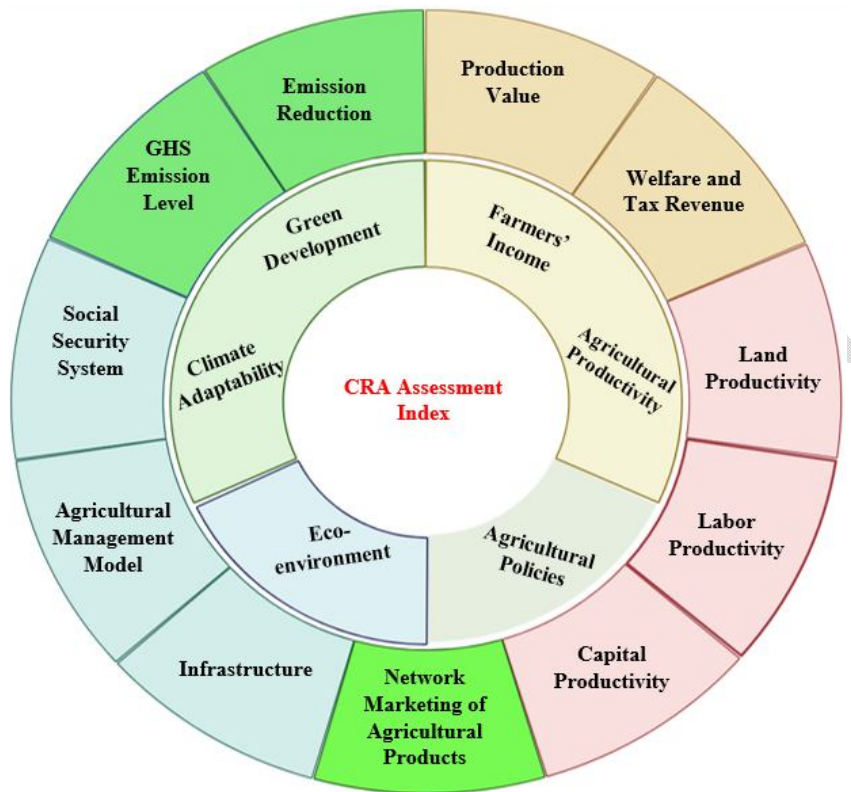 Emission
Reduction
Production
Value
Welfare and
Tax Revenue
Land
Productivity
Labor
Productivity
Capital
Productivity
Network
Marketing of
Agricultural
Products
Infrastructure
Agricultural
Management
Model
Social
Security
System
GHS
Emission
Level
Green
Development
Farmers’
Income
Agricultural
Productivity
Agricultural
Policies
Eco-
environment
Climate
Adaptability
CRA Assessment
Index